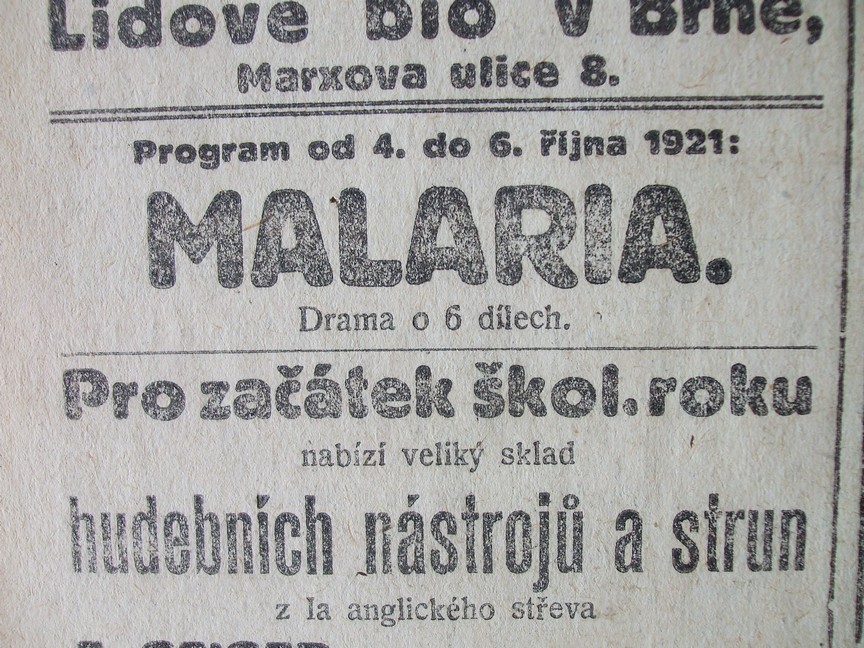 Lidové bio v Brně,
Marxova ulice 8.
Program od 4. do 6. října 1921:
MALARIA.
Drama o 6 dílech.
Pro začátek škol. roku
nabízí veliký sklad
hudebních nástrojů a strun
z Ia anglického střeva